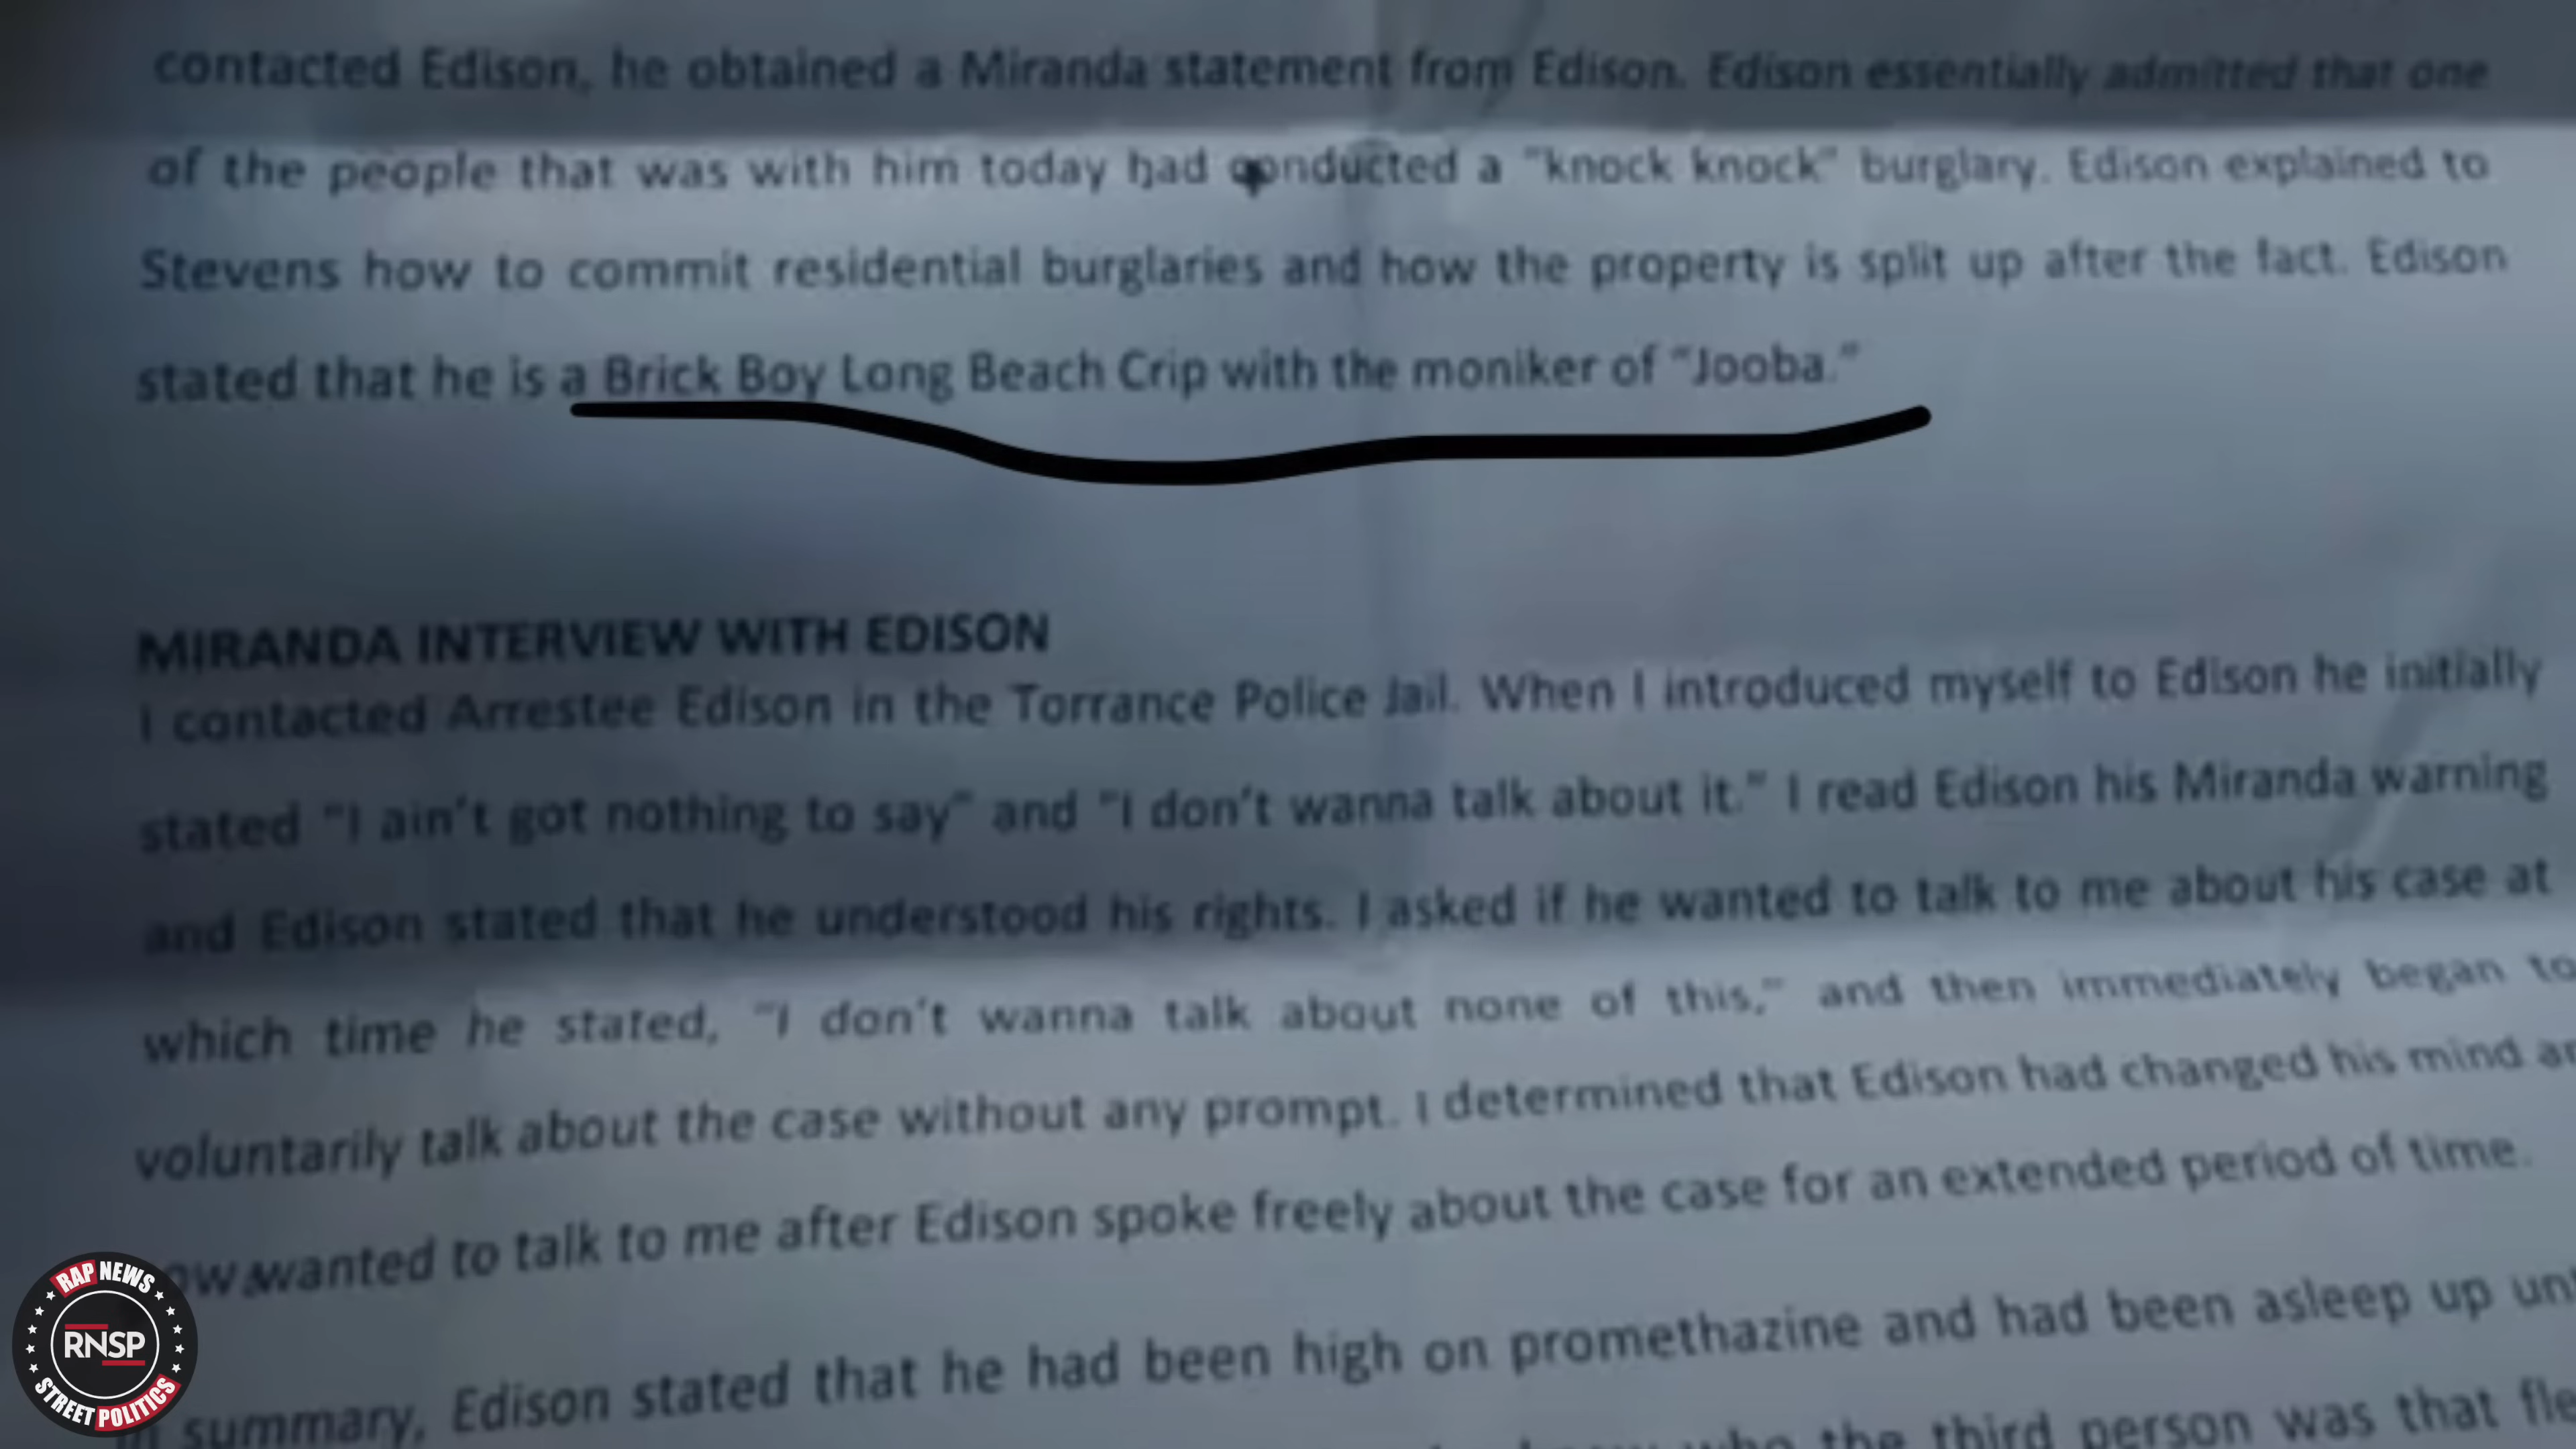 contacted Edison, he obtained a Miranda statement from Edison. Edison essentially admitted that one
of the people that was with him today had conducted a "knock knock" burglary. Edison explained to
Stevens how to commit residential burglaries and how the property is split up after the fact. Edison
stated that he is a Brick Boy Long Beach Crip with the moniker of "Jooba."
MIRANDA INTERVIEW WITH EDISON
I contacted Arrestee Edison in the Torrance Police Jail. When I introduced myself to Edison he initially
stated "I ain't got nothing to say" and "I don't wanna talk about it." I read Edison his Miranda warning
and Edison stated that he understood his rights. I asked if he wanted to talk to me about his case at
which time he stated, "I don't wanna talk about none of this," and then immediately began to
voluntarily talk about the case without any prompt. I determined that Edison had changed his mind
wanted to talk to me after Edison spoke freely about the case for an extended period of time.
summary, Edison stated that he had been high on promethazine and had been asleep up
who the third person was that
RAP NEWS
RNSP
STREET POLITICS